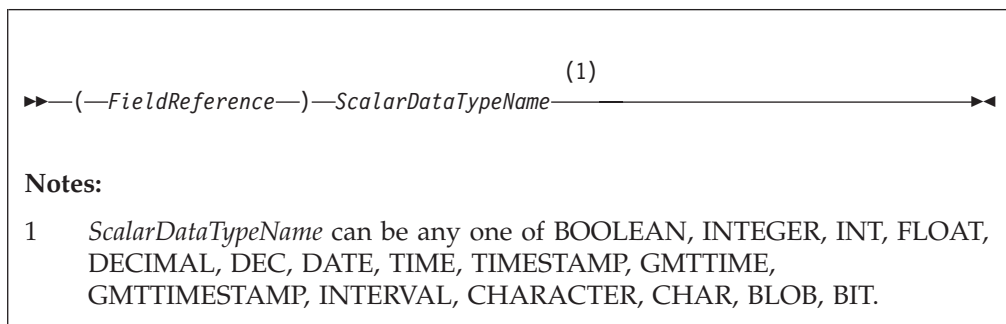 (1)
(FieldReference) ScalarDataTypeName
Notes:
1 ScalarDataTypeName can be any one of BOOLEAN, INTEGER, INT, FLOAT,
DECIMAL, DEC, DATE, TIME, TIMESTAMP, GMTTIME,
GMTTIMESTAMP, INTERVAL, CHARACTER, CHAR, BLOB, BIT.